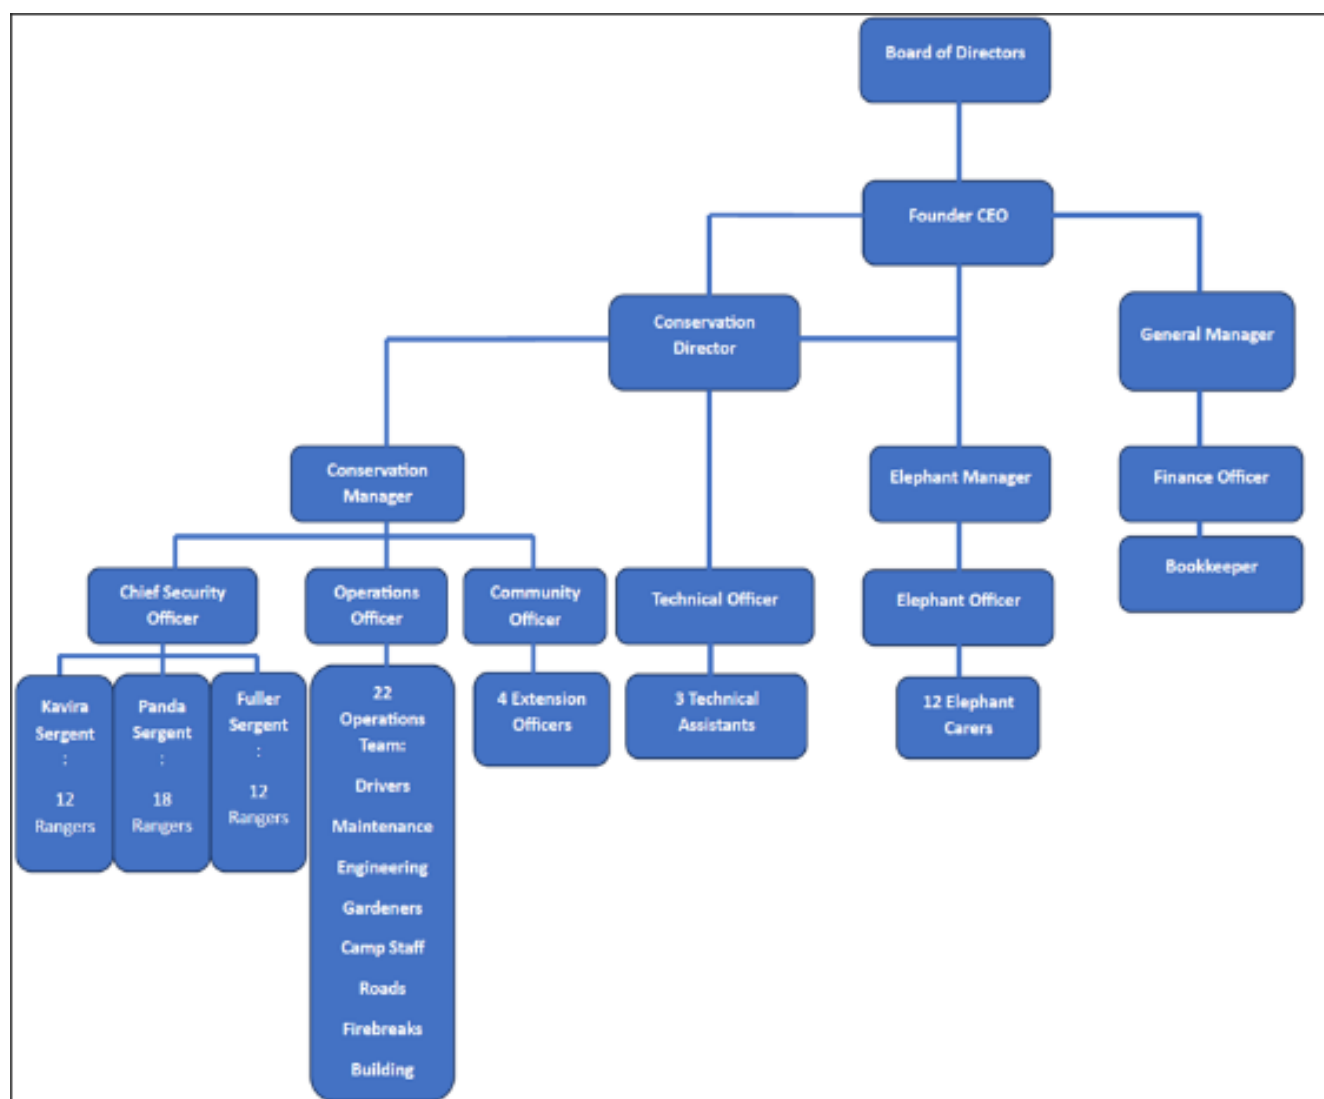 Board of Directors
Founder CEO
Conservation
Director
General Manager
Conservation
Manager
Elephant Manager
Finance Officer
Chief Security
Officer
Operations
Officer
Community
Officer
Technical Officer
Elephant Officer
Bookkeeper
Kavira
Sergent
:
12
Rangers
Panda
Sergent
:
18
Rangers
Fuller
Sergent
:
12
Rangers
22
Operations
Team:
Drivers
Maintenance
Engineering
Gardeners
Camp Staff
Roads
Firebreaks
Building
4 Extension
Officers
3 Technical
Assistants
12 Elephant
Carers